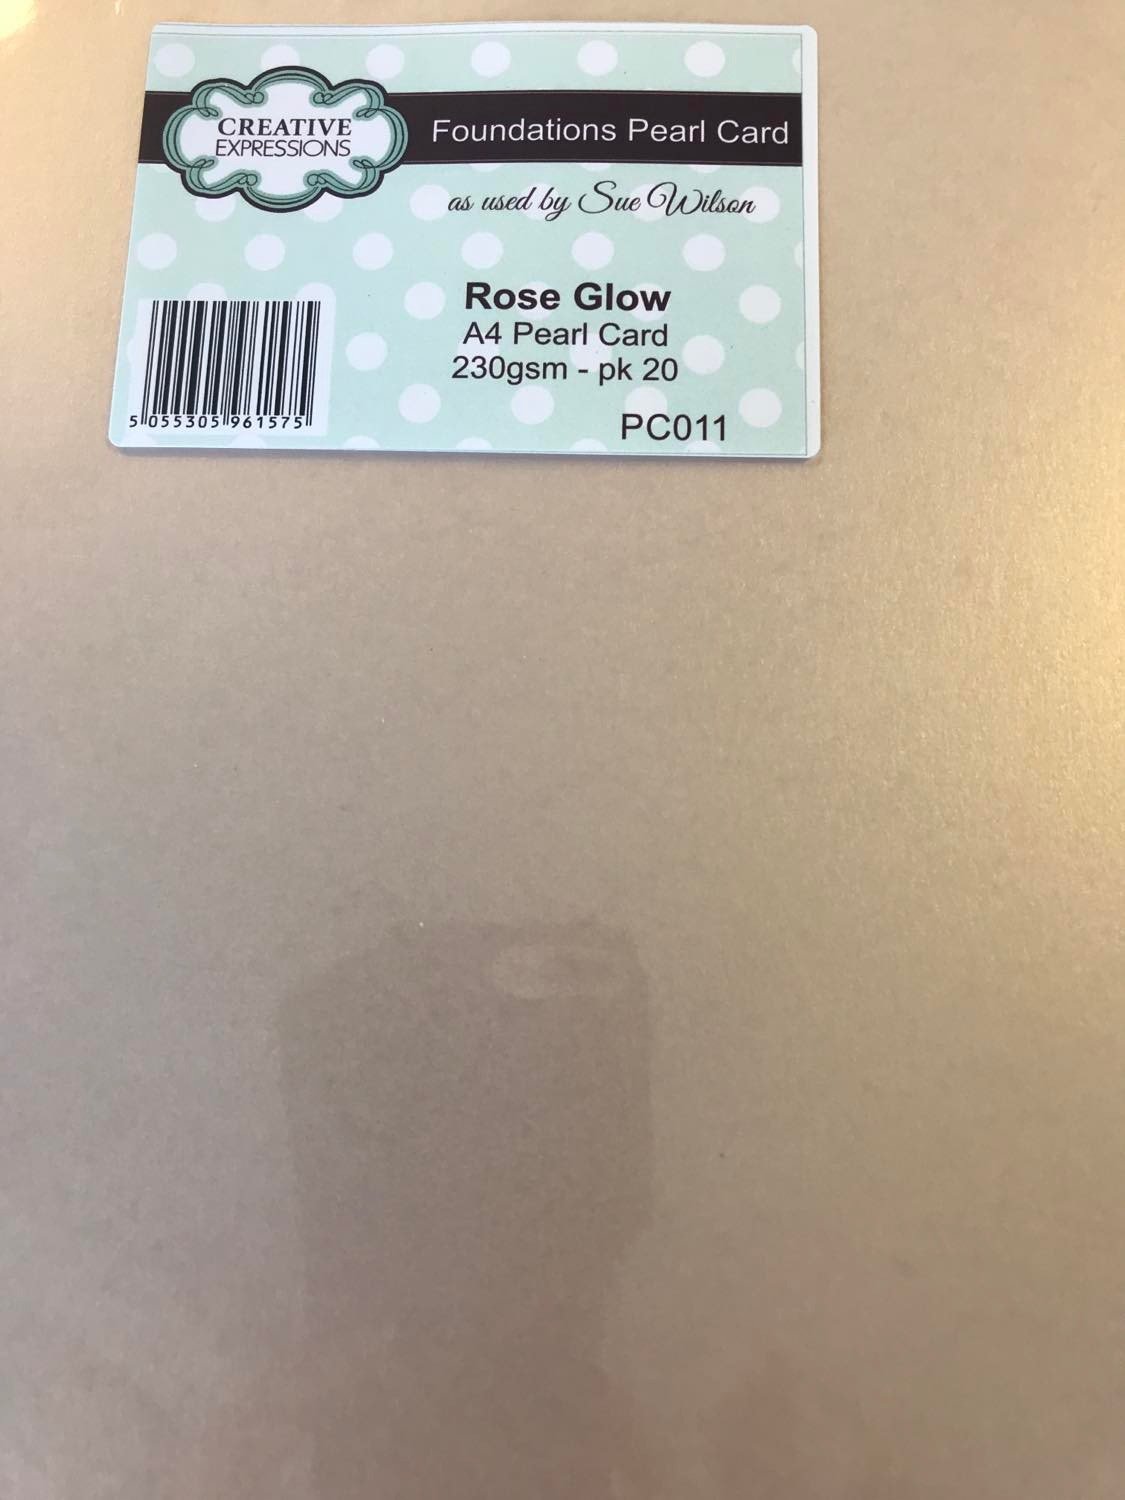 CREATIVE
EXPRESSIONS
Foundations Pearl Card
as used by Sue Wilson
Rose Glow
A4 Pearl Card
230gsm - pk 20
PC011
5 055305 961575